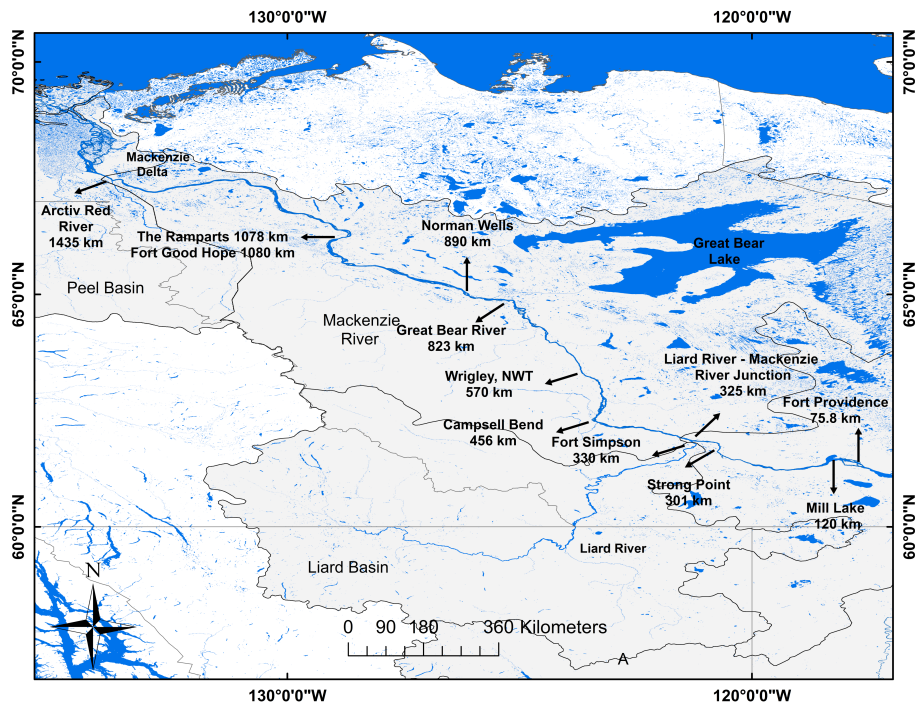 130°0'0"W
120°0'0"W
70°0'0"N
70°0'0"N
Mackenzie
Delta
Arctiv Red
River
1435 km
The Ramparts 1078 km
Fort Good Hope 1080 km
Norman Wells
890 km
Great Bear
Lake
65°0'0"N
65°0'0"N
Peel Basin
Mackenzie
River
Great Bear River
823 km
Liard River - Mackenzie
River Junction
325 km
Wrigley, NWT
570 km
Fort Providence
75.8 km
Campsell Bend
456 km
Fort Simpson
330 km
Strong Point
301 km
Mill Lake
120 km
60°0'0"N
60°0'0"N
Liard River
Liard Basin
N
0 90 180 360 Kilometers
A
130°0'0"W
120°0'0"W